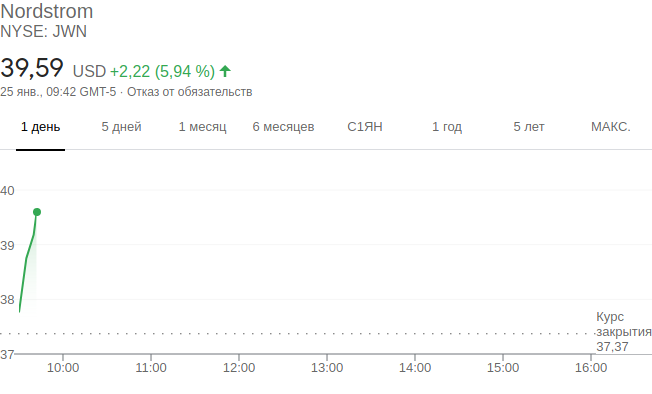 Nordstrom
NYSE: JWN
39,59 USD +2,22 (5,94 %)
25 янв., 09:42 GMT-5 · Отказ от обязательств
1 день 5 дней 1 месяц 6 месяцев С1ЯН 1 год 5 лет МАКС.
40
39
38
37
Курс
закрытия
37,37
10:00 11:00 12:00 13:00 14:00 15:00 16:00